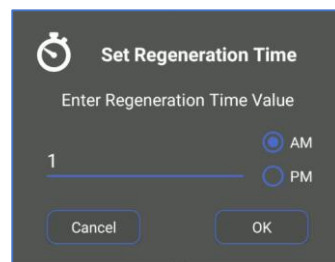 Set Regeneration Time
Enter Regeneration Time Value
AM
1
PM
Cancel OK